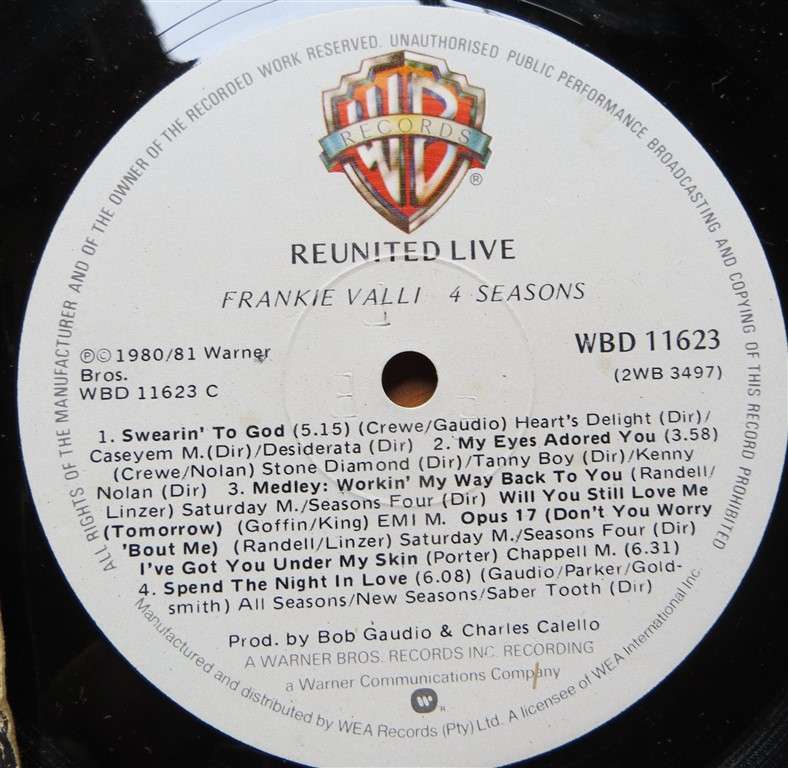 ALL RIGHTS OF THE MANUFACTURER AND OF THE OWNER OF THE RECORDED WORK RESERVED. UNAUTHORISED PUBLIC PERFORMANCE BROADCASTING AND COPYING OF THIS RECORD PROHIBITED
WB
RECORDS
®
REUNITED LIVE
FRANKIE VALLI 4 SEASONS
℗©1980/81 Warner
Bros.
WBD 11623 C
WBD 11623
(2WB 3497)
1. Swearin' To God (5.15) (Crewe/Gaudio) Heart's Delight (Dir)/
Caseyem M.(Dir)/Desiderata (Dir) 2. My Eyes Adored You (3.58)
(Crewe/Nolan) Stone Diamond (Dir)/Tanny Boy (Dir)/Kenny
Nolan (Dir) 3. Medley: Workin' My Way Back To You (Randell/
Linzer) Saturday M./Seasons Four (Dir) Will You Still Love Me
(Tomorrow) (Goffin/King) EMI M. Opus 17 (Don't You Worry
'Bout Me) (Randell/Linzer) Saturday M./Seasons Four (Dir)
I've Got You Under My Skin (Porter) Chappell M. (6.31)
4. Spend The Night In Love (6.08) (Gaudio/Parker/Gold-
smith) All Seasons/New Seasons/Saber Tooth (Dir)
Prod. by Bob Gaudio & Charles Calello
A WARNER BROS. RECORDS INC. RECORDING
a Warner Communications Company
Manufactured and distributed by WEA Records (Pty) Ltd. A licensee of WEA International Inc.